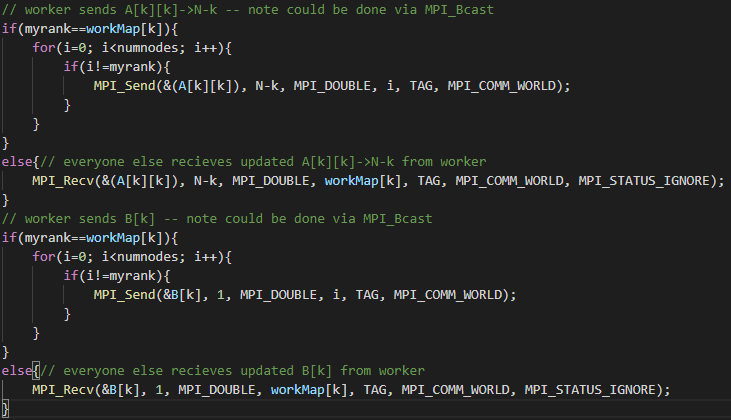 // worker sends A[k][k]->N-k -- note could be done via MPI_Bcast
if(myrank==workMap[k]){
    for(i=0; i<numnodes; i++){
        if(i!=myrank){
            MPI_Send(&(A[k][k]), N-k, MPI_DOUBLE, i, TAG, MPI_COMM_WORLD);
        }
    }
}
else{// everyone else recieves updated A[k][k]->N-k from worker
    MPI_Recv(&(A[k][k]), N-k, MPI_DOUBLE, workMap[k], TAG, MPI_COMM_WORLD, MPI_STATUS_IGNORE);
}
// worker sends B[k] -- note could be done via MPI_Bcast
if(myrank==workMap[k]){
    for(i=0; i<numnodes; i++){
        if(i!=myrank){
            MPI_Send(&B[k], 1, MPI_DOUBLE, i, TAG, MPI_COMM_WORLD);
        }
    }
}
else{// everyone else recieves updated B[k] from worker
    MPI_Recv(&B[k], 1, MPI_DOUBLE, workMap[k], TAG, MPI_COMM_WORLD, MPI_STATUS_IGNORE);
}